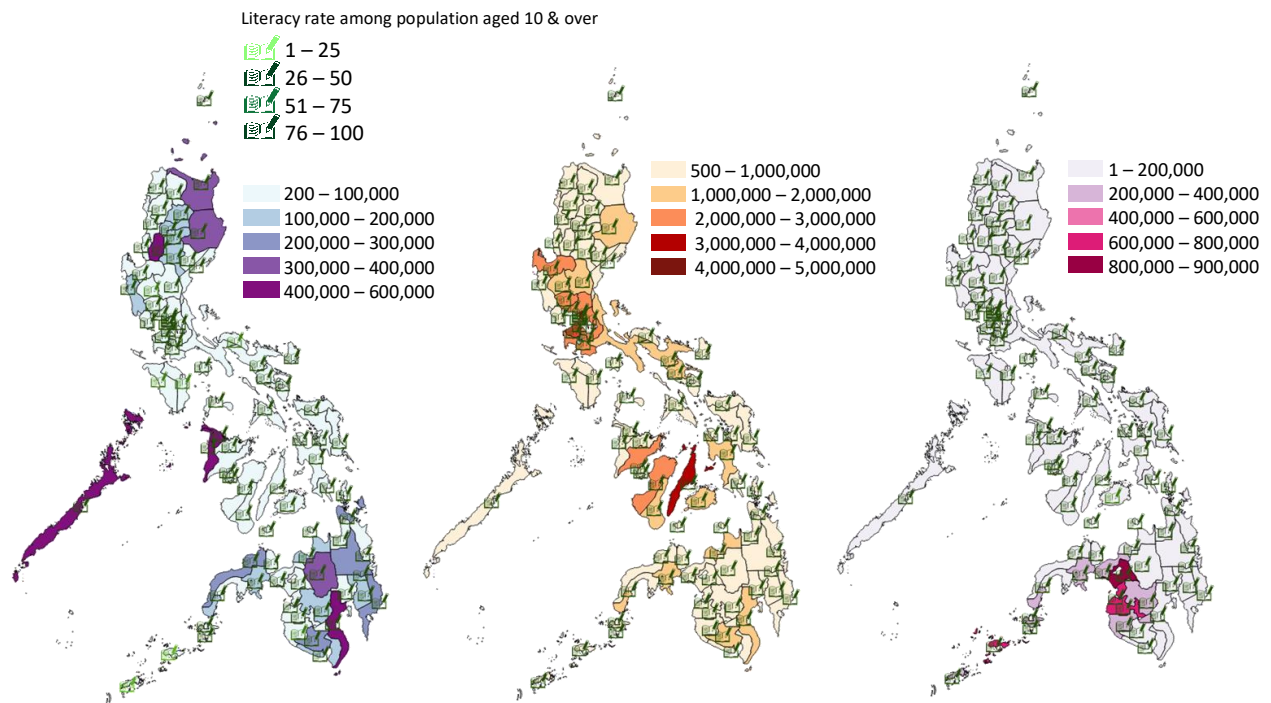 Literacy rate among population aged 10 & over
1 – 25
26 – 50
51 – 75
76 – 100
200 – 100,000
100,000 – 200,000
200,000 – 300,000
300,000 – 400,000
400,000 – 600,000
500 – 1,000,000
1,000,000 – 2,000,000
2,000,000 – 3,000,000
3,000,000 – 4,000,000
4,000,000 – 5,000,000
1 – 200,000
200,000 – 400,000
400,000 – 600,000
600,000 – 800,000
800,000 – 900,000